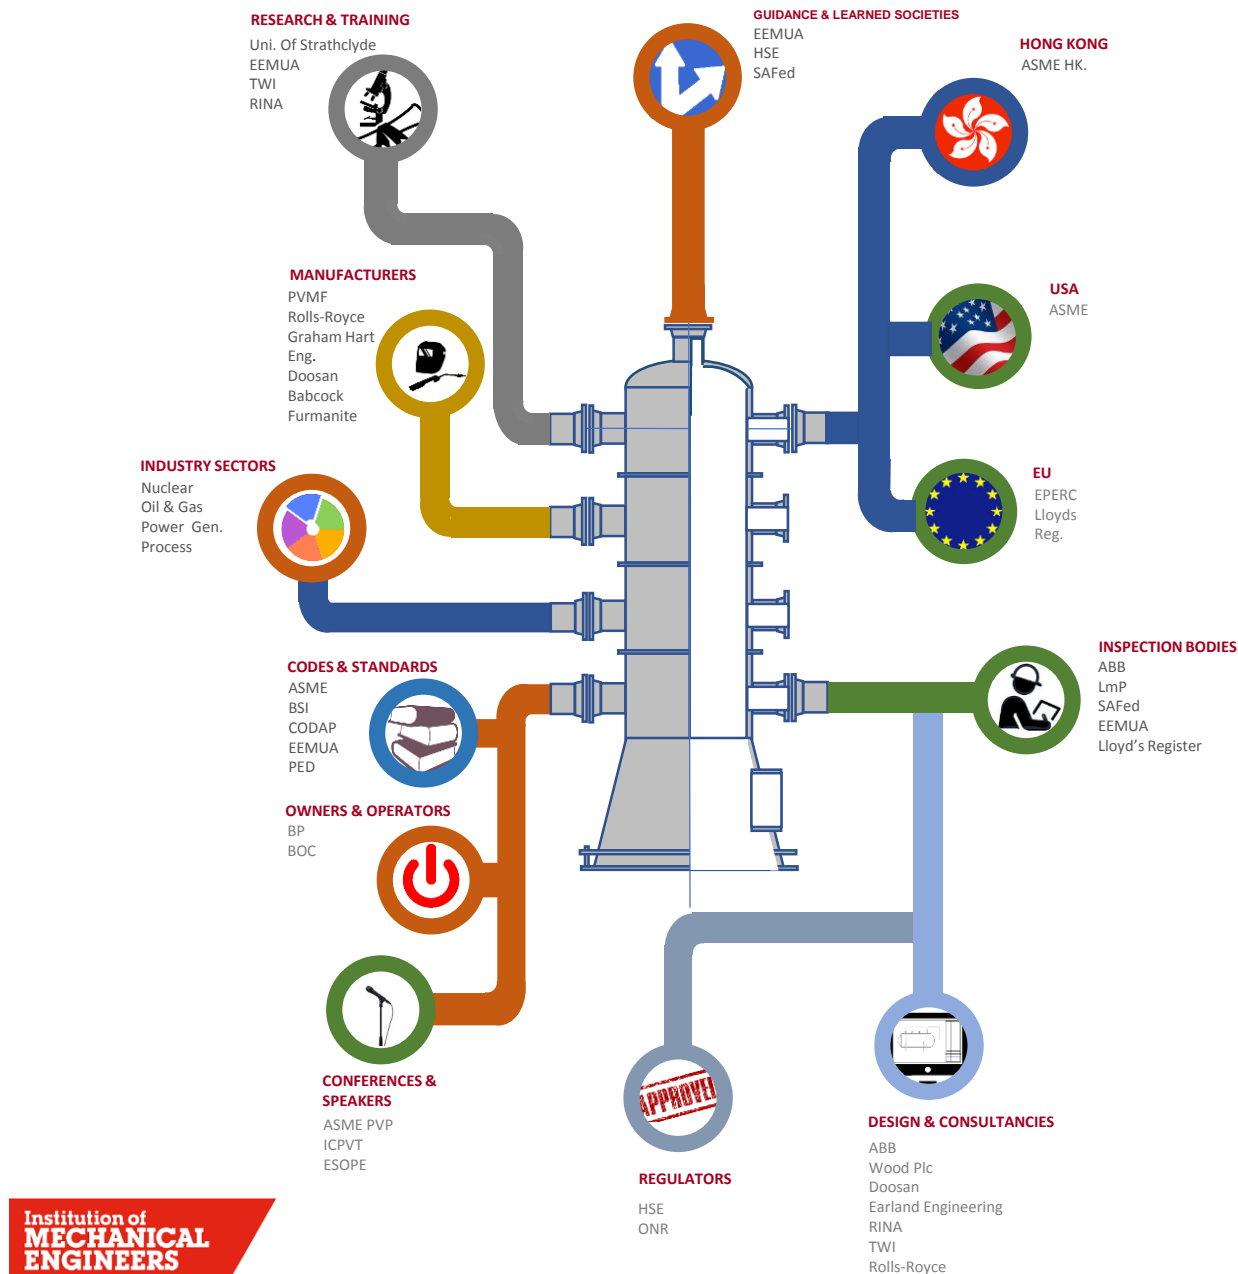 RESEARCH & TRAINING
Uni. Of Strathclyde
EEMUA
TWI
RINA
GUIDANCE & LEARNED SOCIETIES
EEMUA
HSE
SAFed
HONG KONG
ASME HK.
MANUFACTURERS
PVMF
Rolls-Royce
Graham Hart
Eng.
Doosan
Babcock
Furmanite
USA
ASME
INDUSTRY SECTORS
Nuclear
Oil & Gas
Power Gen.
Process
EU
EPERC
Lloyds
Reg.
CODES & STANDARDS
ASME
BSI
CODAP
EEMUA
PED
INSPECTION BODIES
ABB
LmP
SAFed
EEMUA
Lloyd's Register
OWNERS & OPERATORS
BP
BOC
CONFERENCES &
SPEAKERS
ASME PVP
ICPVT
ESOPE
APPROVED
REGULATORS
HSE
ONR
DESIGN & CONSULTANCIES
ABB
Wood Plc
Doosan
Earland Engineering
RINA
TWI
Rolls-Royce
Institution of
MECHANICAL
ENGINEERS